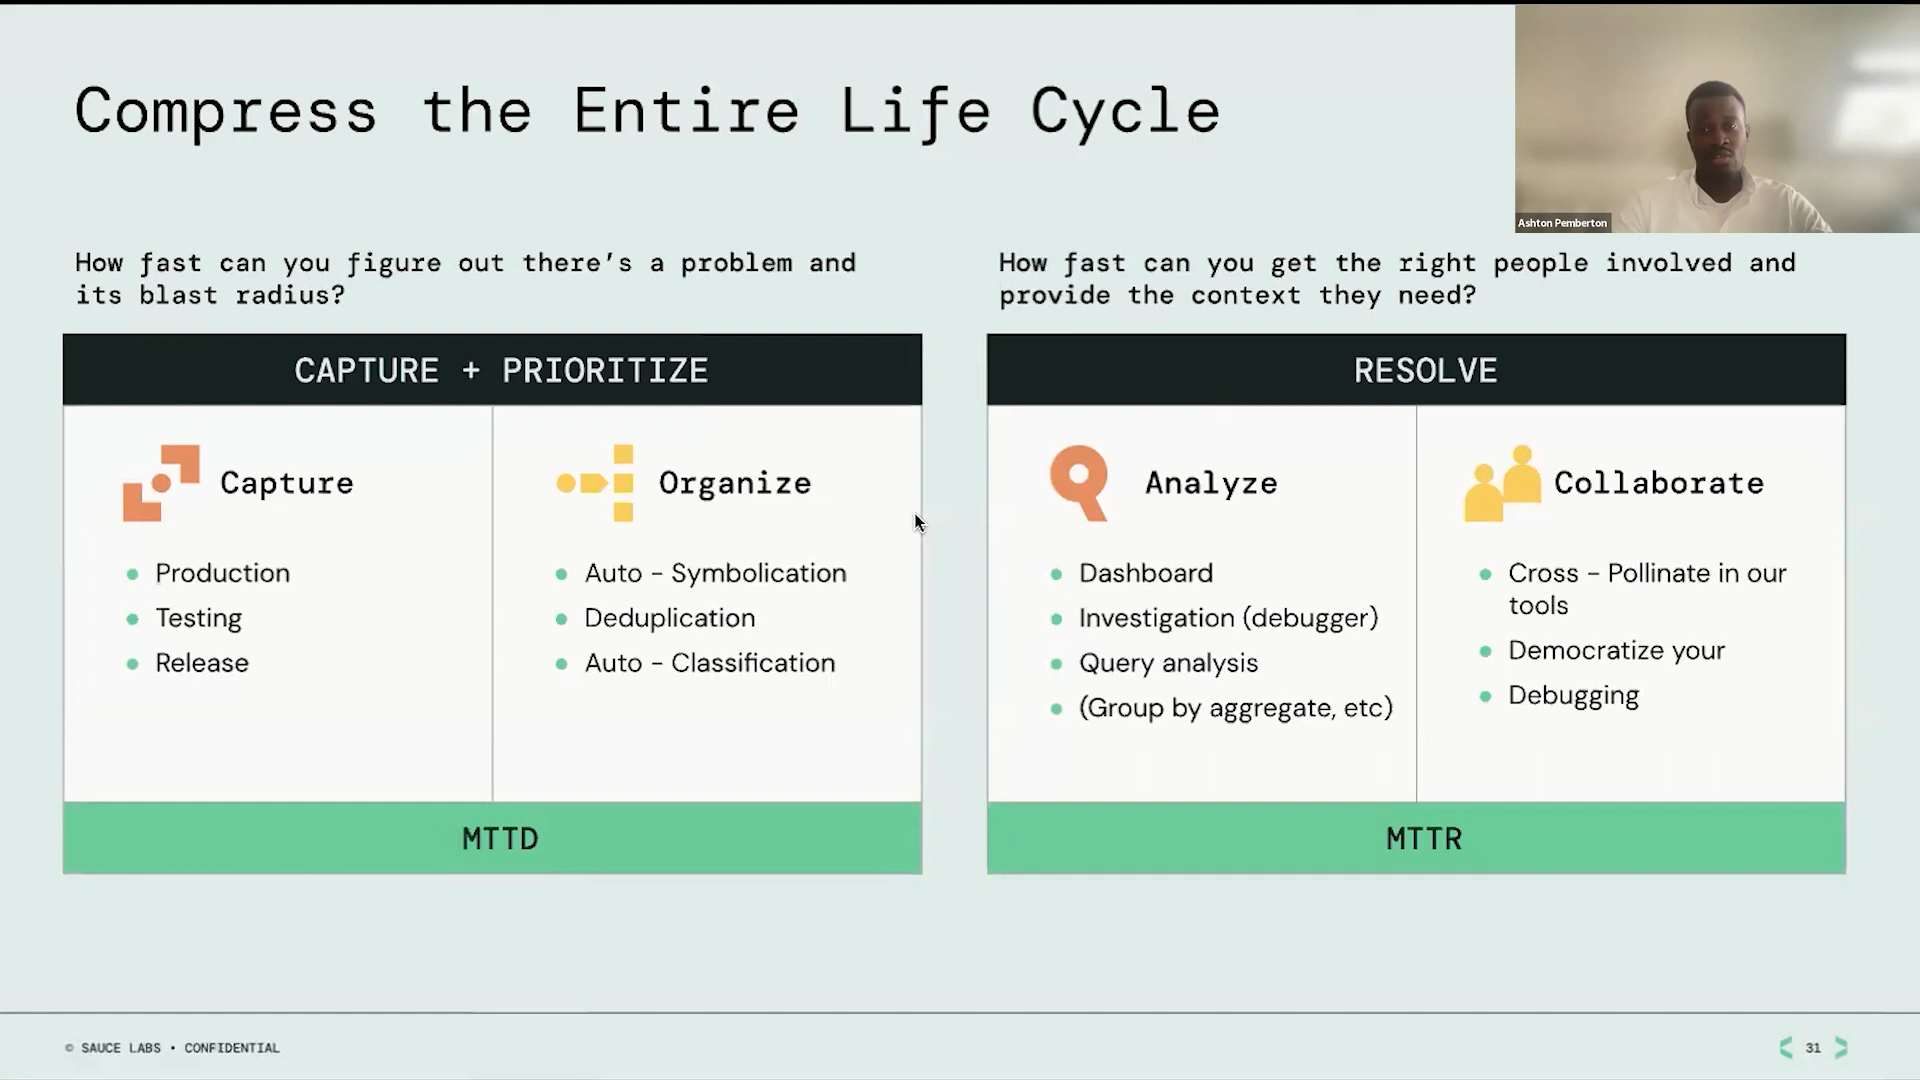 Compress the Entire Life Cycle
Ashton Pemberton
How fast can you figure out there's a problem and
its blast radius?
CAPTURE + PRIORITIZE
Capture
• Production
• Testing
• Release
Organize
• Auto - Symbolication
• Deduplication
• Auto - Classification
MTTD
How fast can you get the right people involved and
provide the context they need?
RESOLVE
Analyze
• Dashboard
• Investigation (debugger)
• Query analysis
• (Group by aggregate, etc)
Collaborate
• Cross - Pollinate in our
tools
• Democratize your
• Debugging
MTTR
© SAUCE LABS • CONFIDENTIAL
< 31 >